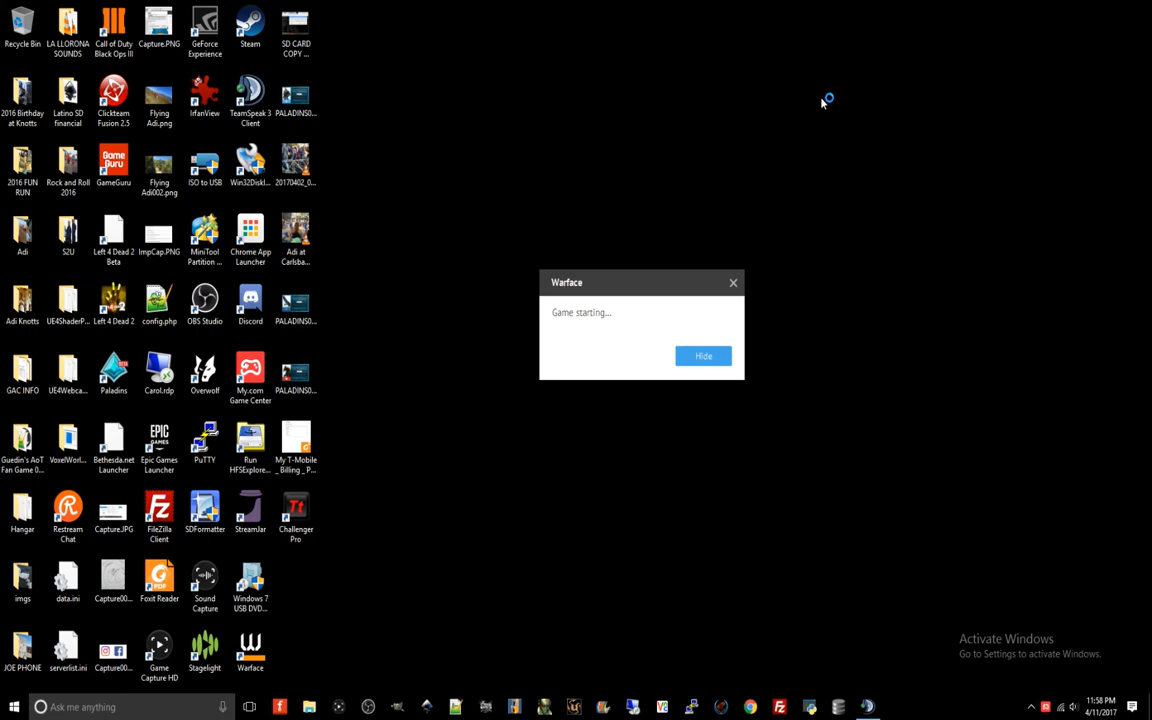 Recycle Bin
LA LLORONA
SOUNDS
Call of Duty
Black Ops III
Capture.PNG
GeForce
Experience
Steam
SD CARD
COPY ...
2016 Birthday
at Knotts
Latino SD
financial
Clickteam
Fusion 2.5
Flying
Adi.png
IrfanView
TeamSpeak 3
Client
PALADINS0...
2016 FUN
RUN
Rock and Roll
2016
Game
Guru
GameGuru
Flying
Adi002.png
ISO to USB
Win32DiskI...
20170402_0...
Adi
S2U
Left 4 Dead 2
Beta
ImpCap.PNG
MiniTool
Partition ...
Chrome App
Launcher
Adi at
Carlsba...
Adi Knotts
UE4ShaderP...
Left 4 Dead 2
config.php
OBS Studio
Discord
PALADINS0...
GAC INFO
UE4Webca...
Paladins
Carol.rdp
Overwolf
My.com
Game Center
PALADINS0...
Guedin's AoT
Fan Game 0...
VoxelWorl...
Bethesda.net
Launcher
EPIC
GAMES
Epic Games
Launcher
PuTTY
Run
HFSExplore...
My T-Mobile
_ Billing _ P...
Hangar
Restream
Chat
Capture.JPG
FileZilla
Client
SDFormatter
StreamJar
Challenger
Pro
imgs
data.ini
Capture00...
PDF
Foxit Reader
Sound
Capture
Windows 7
USB DVD...
JOE PHONE
serverlist.ini
Capture00...
Game
Capture HD
Stagelight
Warface
Warface
Game starting...
Hide
Activate Windows
Go to Settings to activate Windows.
Ask me anything
11:58 PM
4/11/2017